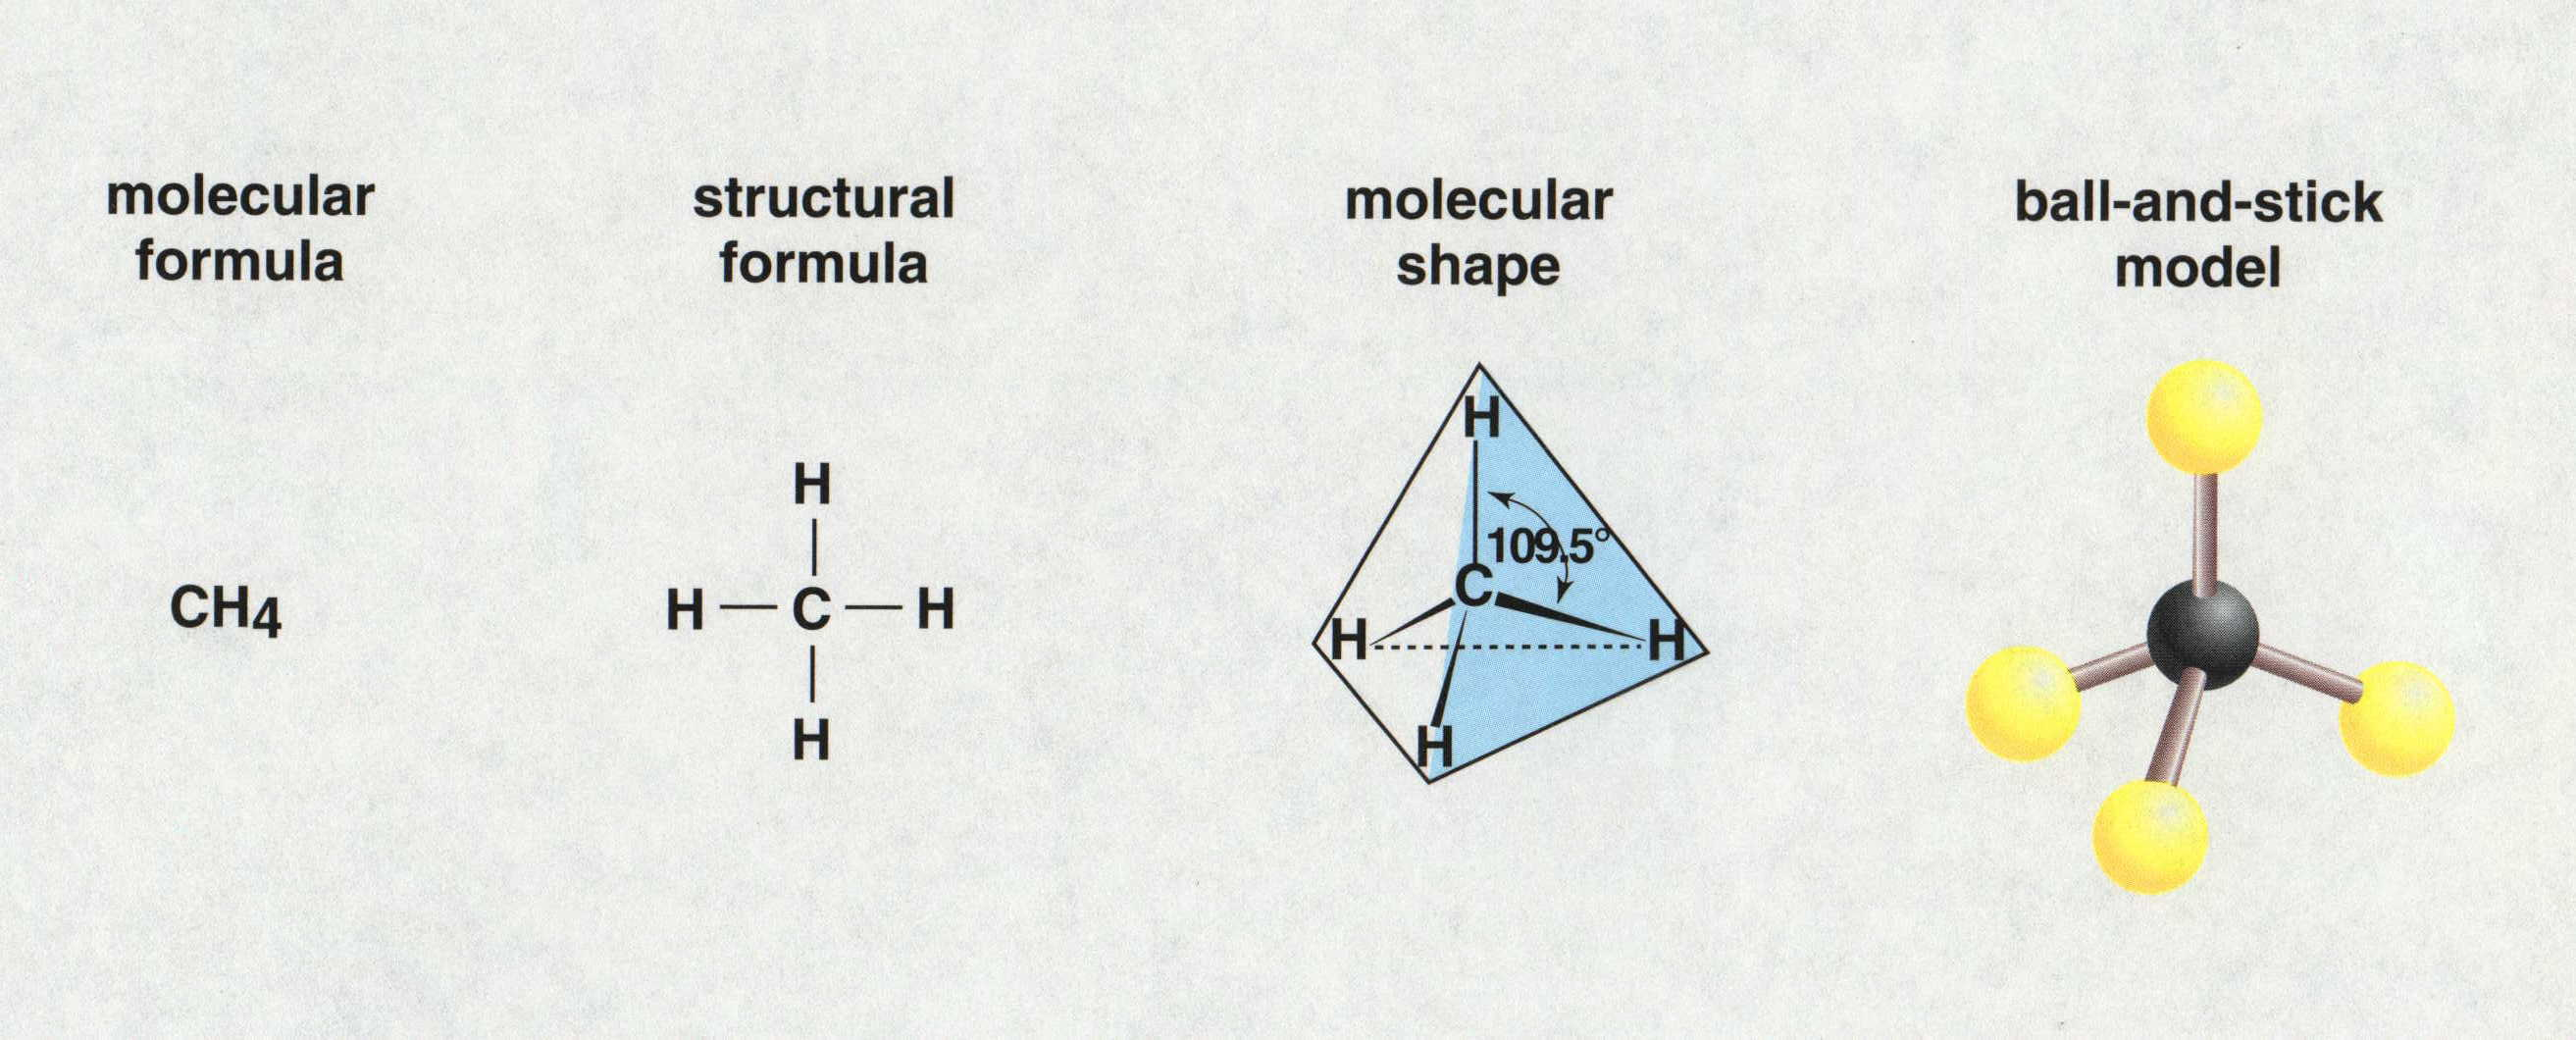 molecular
formula
structural
formula
molecular
shape
ball-and-stick
model
CH4
H
H — C — H
H
H
109.5°
C
H H
H